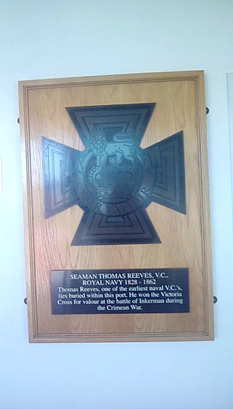 SEAMAN THOMAS REEVES, V.C.,
ROYAL NAVY 1828 - 1862
Thomas Reeves, one of the earliest naval V.C.'s,
lies buried within this port. He won the Victoria
Cross for valour at the battle of Inkerman during
the Crimean War.